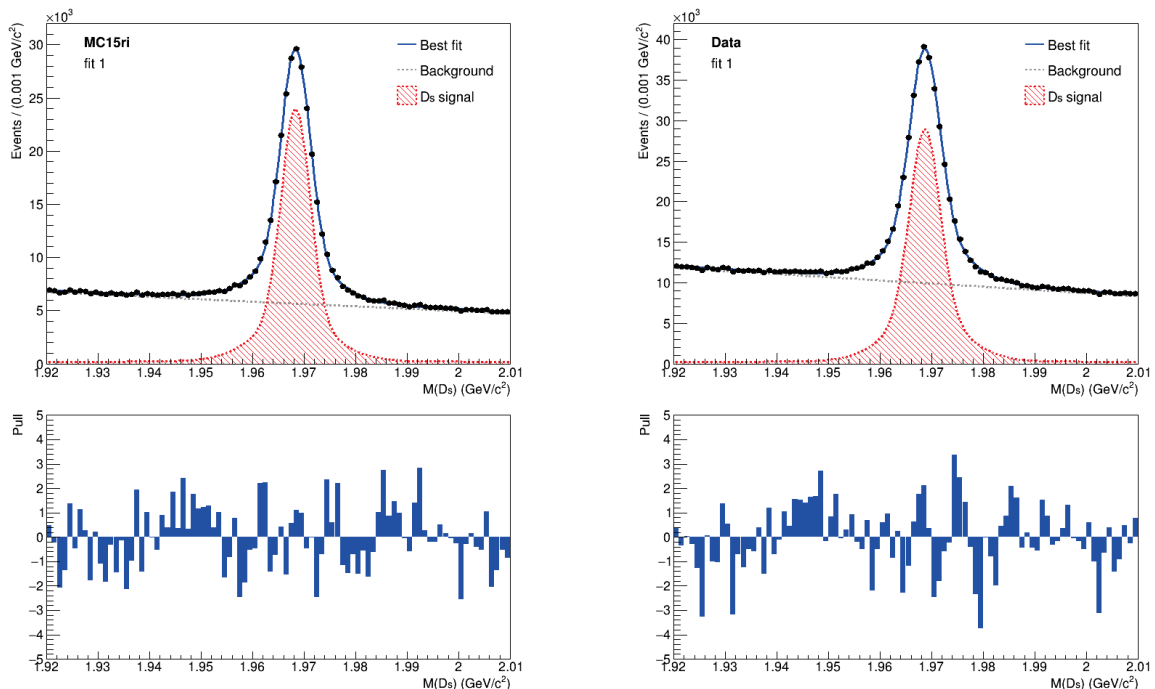 ×10³
MC15ri
fit 1
Best fit
Background
Ds signal
Events / (0.001 GeV/c²)
30
25
20
15
10
5
0
1.92 1.93 1.94 1.95 1.96 1.97 1.98 1.99 2 2.01
M(Ds) (GeV/c²)
Pull
5
4
3
2
1
0
−1
−2
−3
−4
−5
1.92 1.93 1.94 1.95 1.96 1.97 1.98 1.99 2 2.01
M(Ds) (GeV/c²)
×10³
Data
fit 1
Best fit
Background
Ds signal
Events / (0.001 GeV/c²)
40
35
30
25
20
15
10
5
0
1.92 1.93 1.94 1.95 1.96 1.97 1.98 1.99 2 2.01
M(Ds) (GeV/c²)
Pull
5
4
3
2
1
0
−1
−2
−3
−4
−5
1.92 1.93 1.94 1.95 1.96 1.97 1.98 1.99 2 2.01
M(Ds) (GeV/c²)